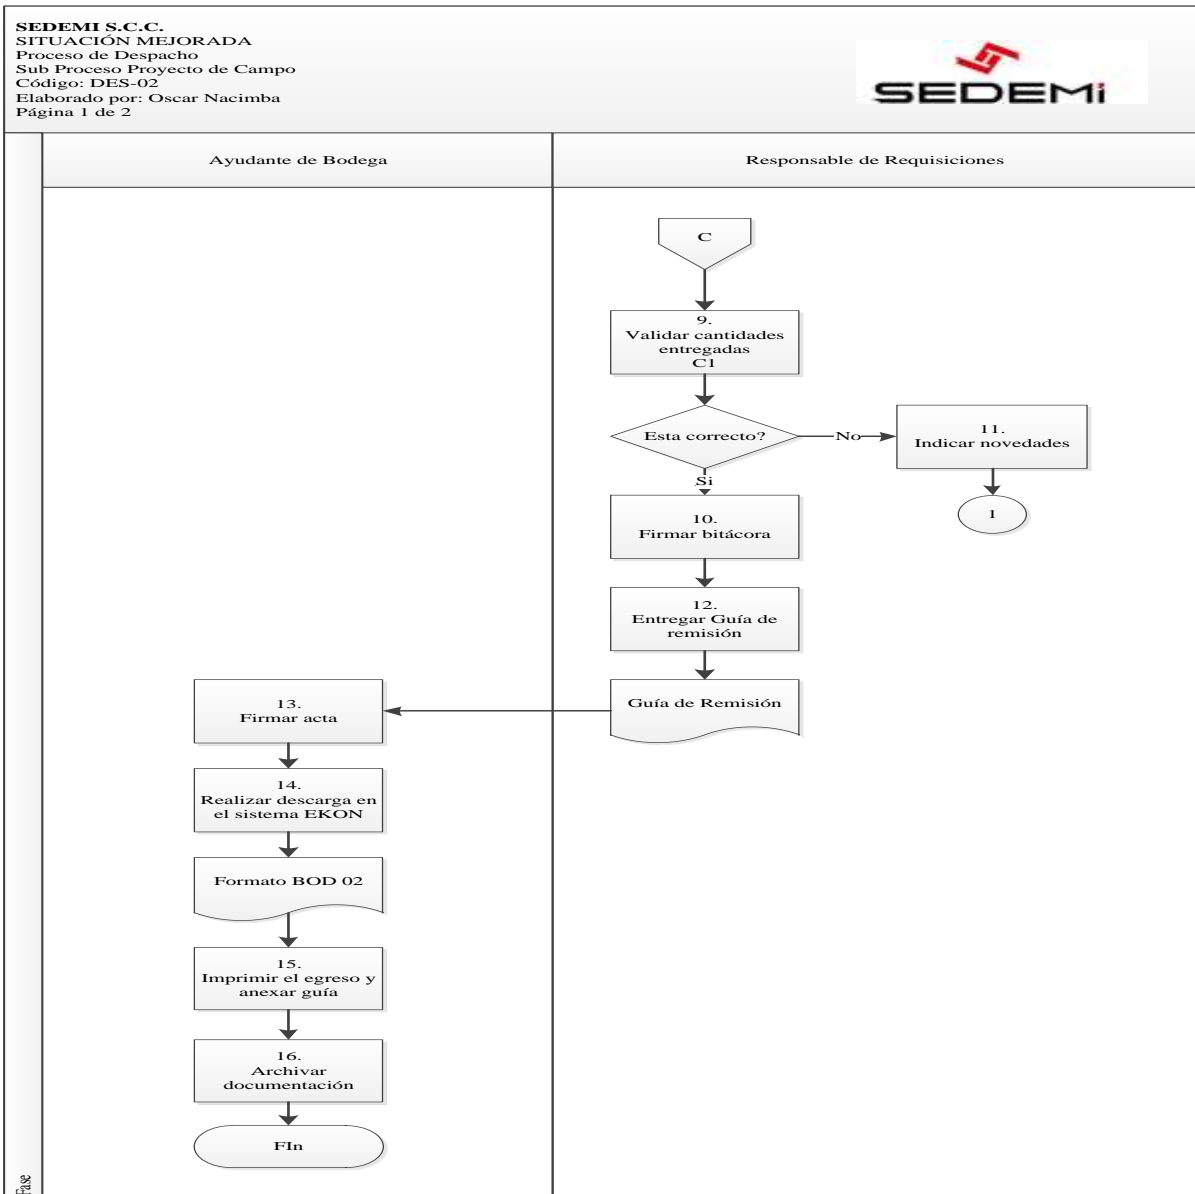 SEDEMI S.C.C.
SITUACIÓN MEJORADA
Proceso de Despacho
Sub Proceso Proyecto de Campo
Código: DES-02
Elaborado por: Oscar Nacimba
Página 1 de 2
SEDEMi
Ayudante de Bodega
Responsable de Requisiciones
C
9.
Validar cantidades
entregadas
C1
Esta correcto?
No
11.
Indicar novedades
1
Si
10.
Firmar bitácora
12.
Entregar Guía de
remisión
Guía de Remisión
13.
Firmar acta
14.
Realizar descarga en
el sistema EKON
Formato BOD 02
15.
Imprimir el egreso y
anexar guía
16.
Archivar
documentación
FIn
Fase